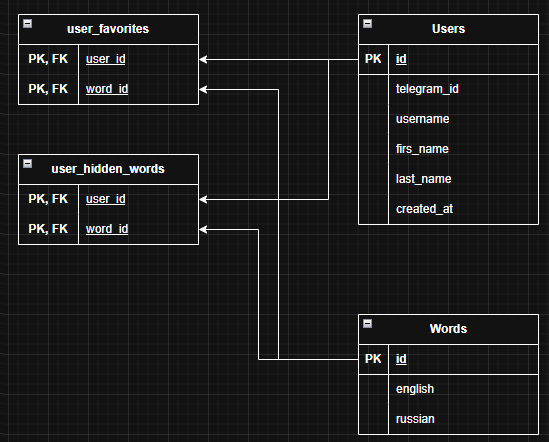 user_favorites
PK, FK user_id
PK, FK word_id
user_hidden_words
PK, FK user_id
PK, FK word_id
Users
PK id
telegram_id
username
firs_name
last_name
created_at
Words
PK id
english
russian